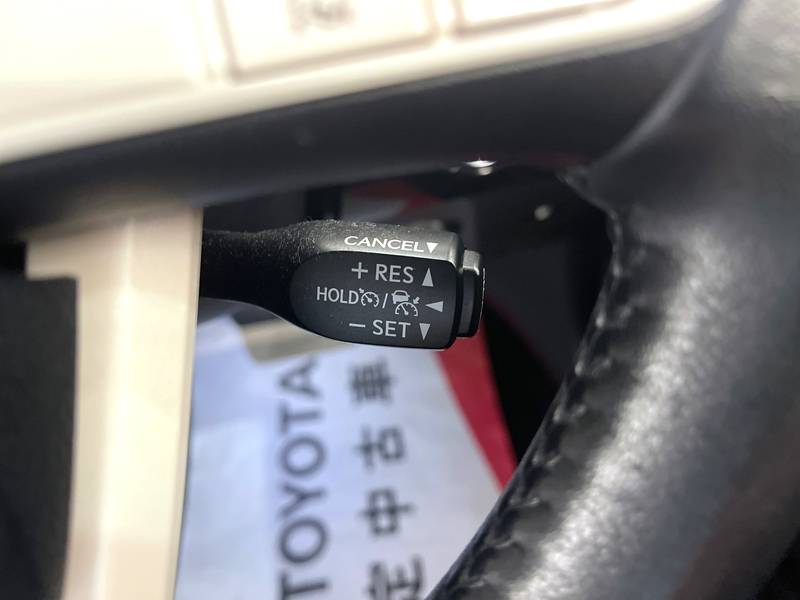 CANCEL▼
+ RES ▲
HOLD / ◀
− SET ▼
TOYOTA
定中古車